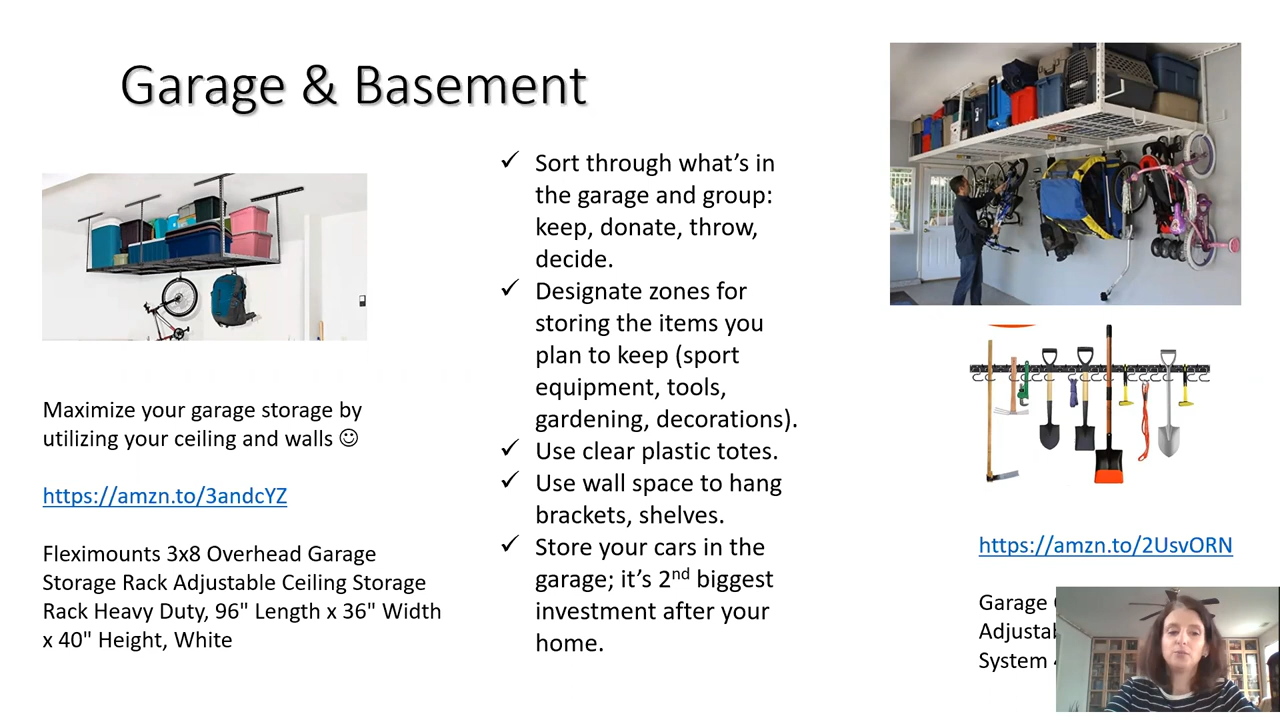 Garage & Basement
Maximize your garage storage by
utilizing your ceiling and walls ☺
https://amzn.to/3andcYZ
Fleximounts 3x8 Overhead Garage
Storage Rack Adjustable Ceiling Storage
Rack Heavy Duty, 96" Length x 36" Width
x 40" Height, White
✓ Sort through what's in
the garage and group:
keep, donate, throw,
decide.
✓ Designate zones for
storing the items you
plan to keep (sport
equipment, tools,
gardening, decorations).
✓ Use clear plastic totes.
✓ Use wall space to hang
brackets, shelves.
✓ Store your cars in the
garage; it's 2nd biggest
investment after your
home.
https://amzn.to/2UsvORN
Garage
System